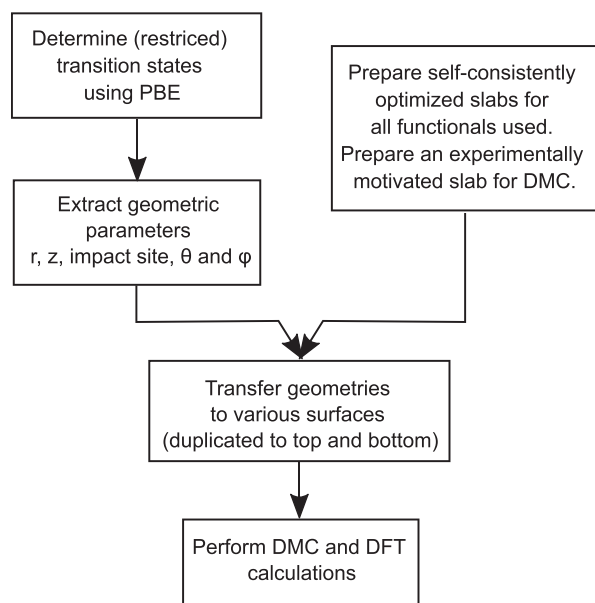 Determine (restriced)
transition states
using PBE
Prepare self-consistently
optimized slabs for
all functionals used.
Prepare an experimentally
motivated slab for DMC.
Extract geometric
parameters
r, z, impact site, θ and φ
Transfer geometries
to various surfaces
(duplicated to top and bottom)
Perform DMC and DFT
calculations